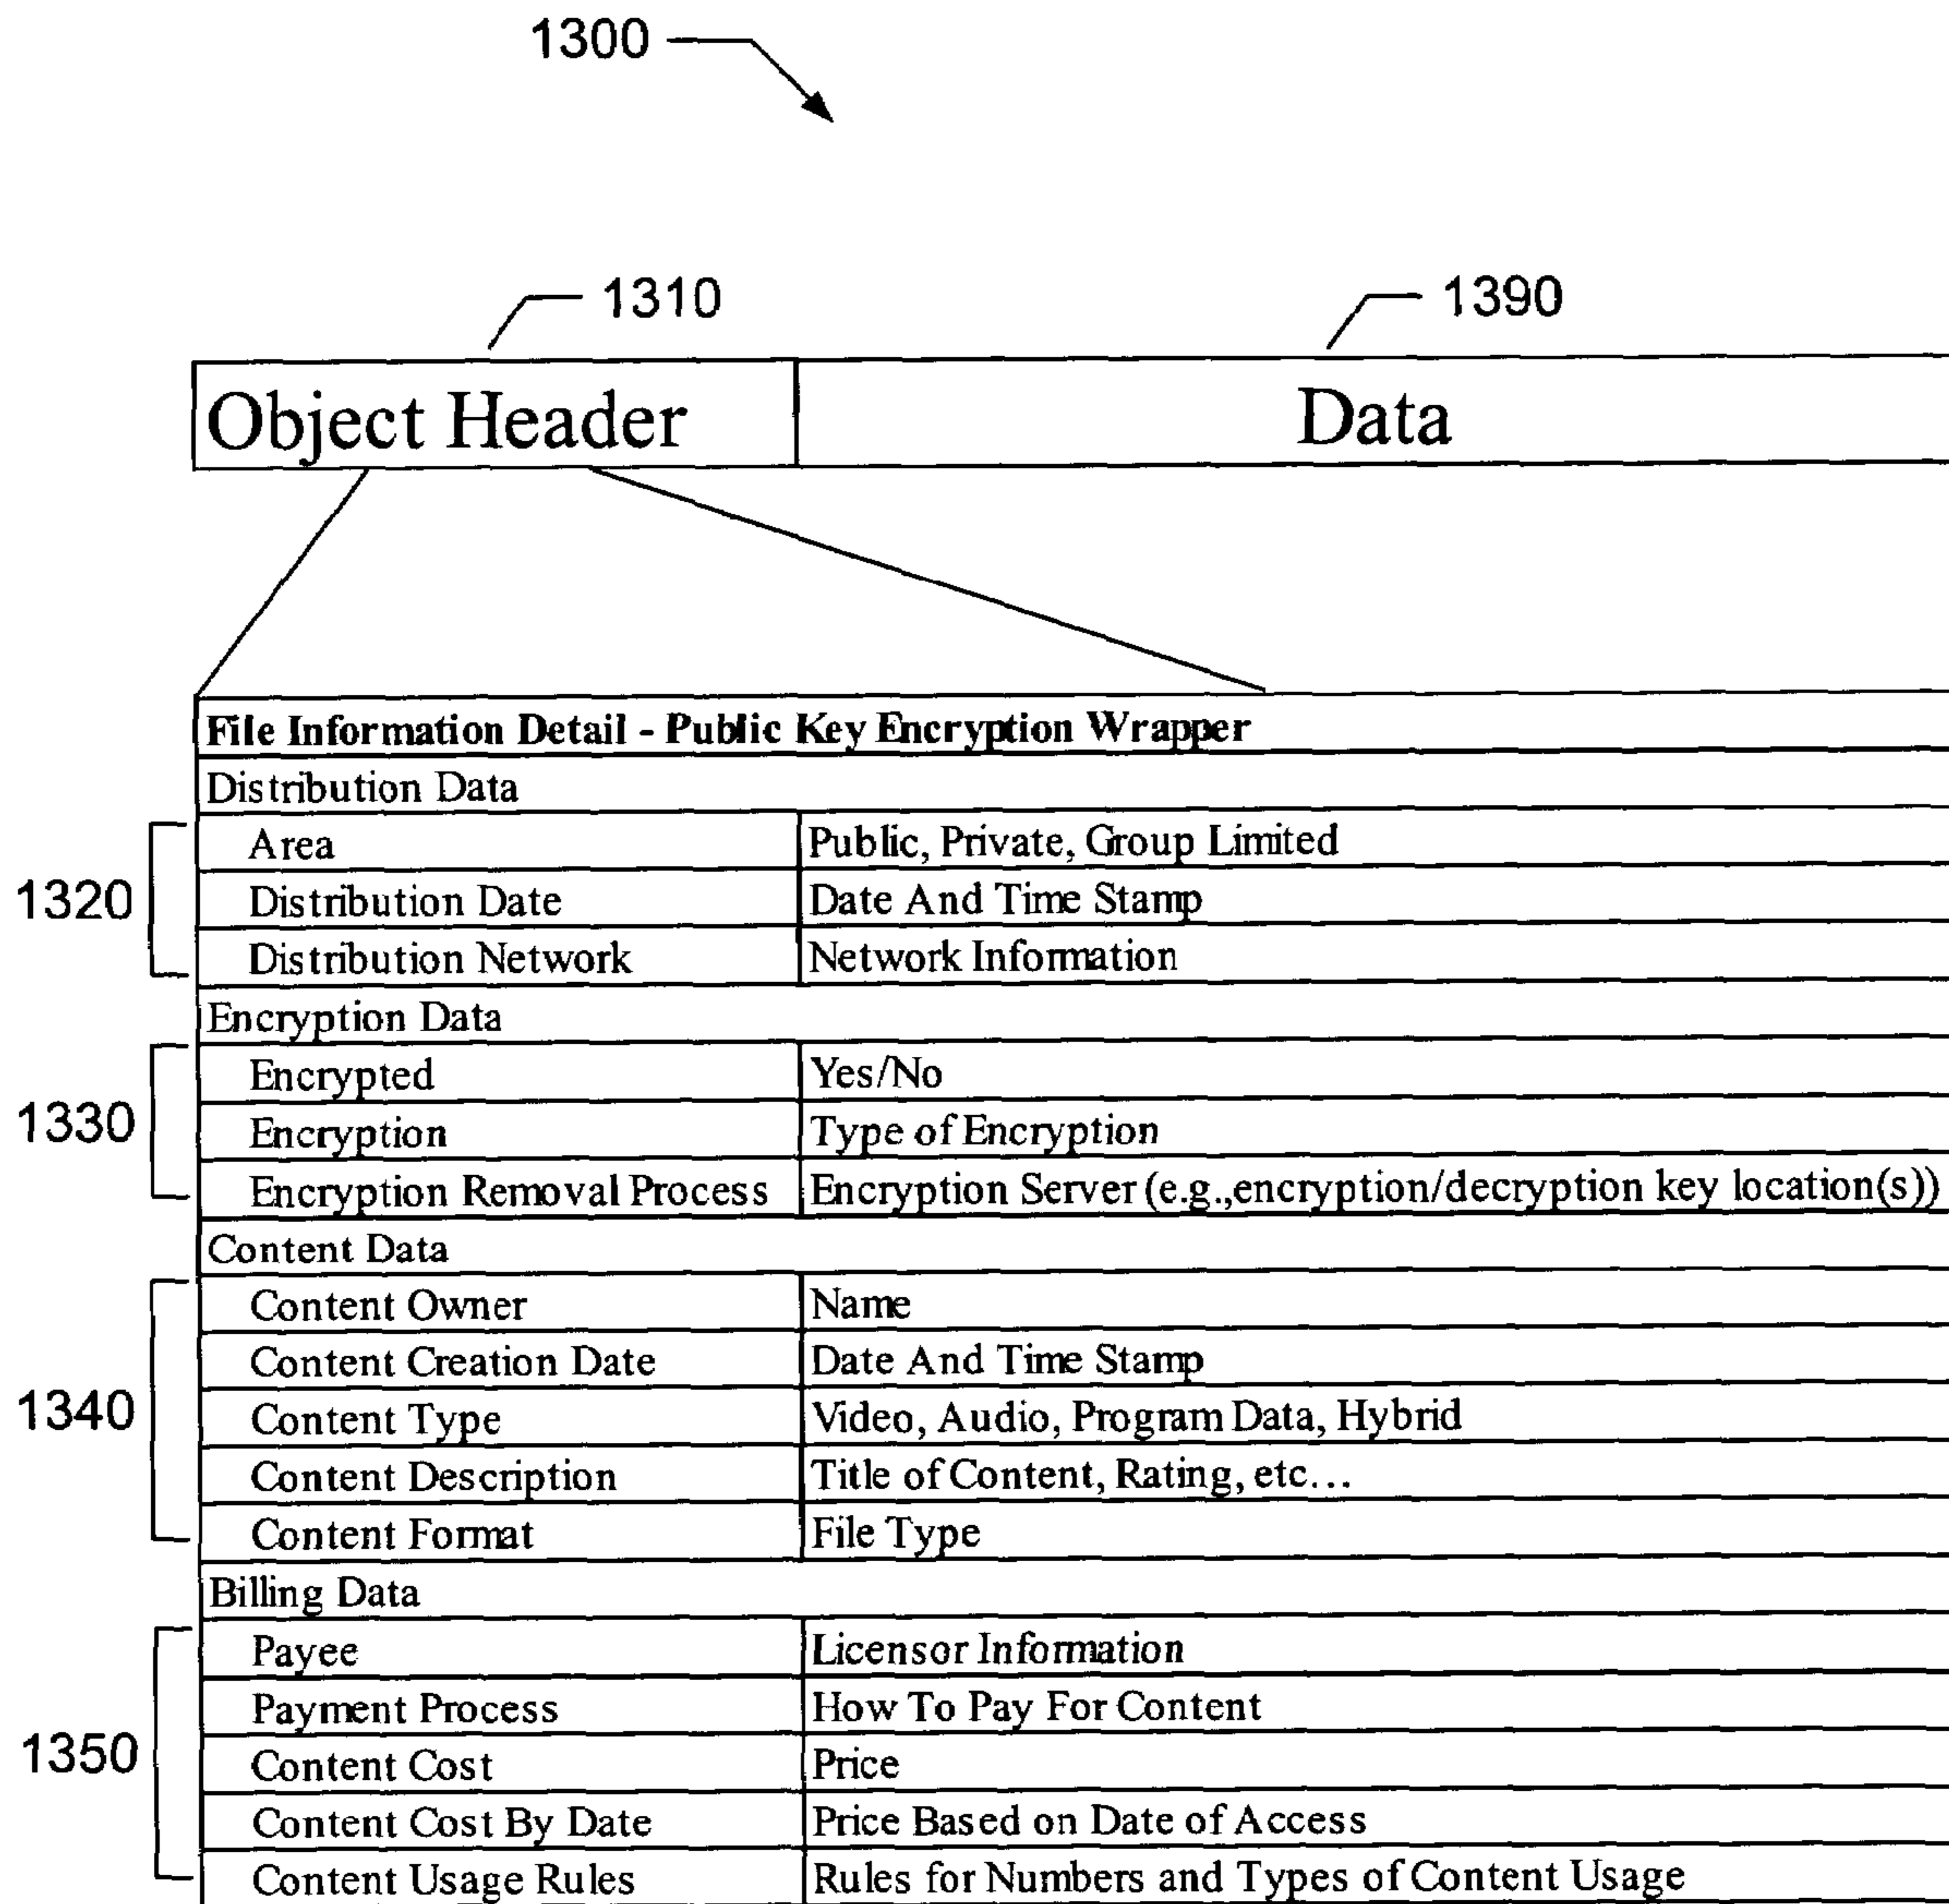 1300
1310
1390
Object Header Data
File Information Detail - Public Key Encryption Wrapper
Distribution Data
Area Public, Private, Group Limited
1320
Distribution Date Date And Time Stamp
Distribution Network Network Information
Encryption Data
Encrypted Yes/No
1330
Encryption Type of Encryption
Encryption Removal Process Encryption Server (e.g.,encryption/decryption key location(s))
Content Data
Content Owner Name
Content Creation Date Date And Time Stamp
1340
Content Type Video, Audio, Program Data, Hybrid
Content Description Title of Content, Rating, etc...
Content Format File Type
Billing Data
Payee Licensor Information
Payment Process How To Pay For Content
1350
Content Cost Price
Content Cost By Date Price Based on Date of Access
Content Usage Rules Rules for Numbers and Types of Content Usage